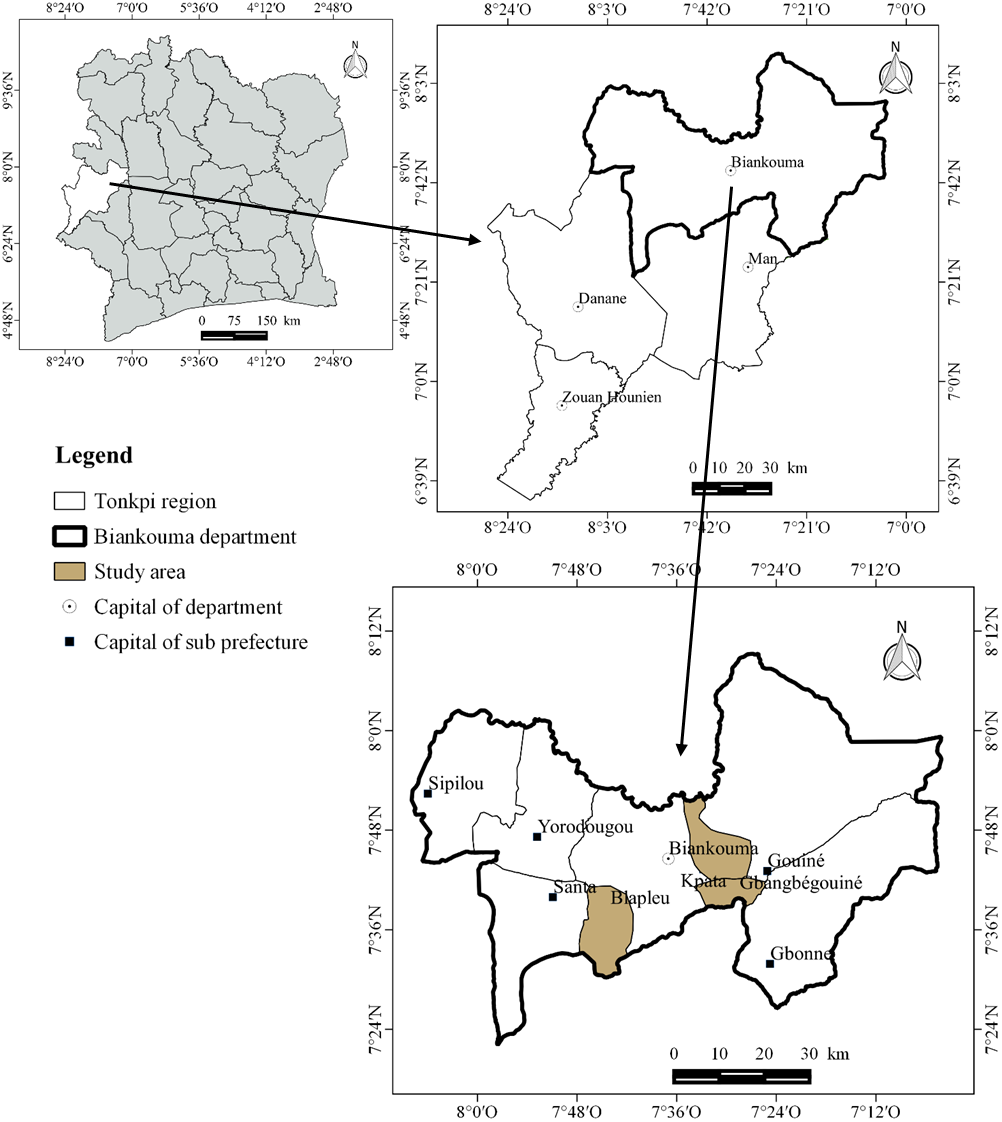 8°24'O 7°0'O 5°36'O 4°12'O 2°48'O
9°36'N
8°0'N
6°24'N
4°48'N
N
9°36'N
8°0'N
6°24'N
4°48'N
0 75 150 km
8°24'O 7°0'O 5°36'O 4°12'O 2°48'O
8°24'O 8°3'O 7°42'O 7°21'O 7°0'O
8°3'N
7°42'N
7°21'N
7°0'N
6°39'N
N
Biankouma
Man
Danane
Zouan Hounien
8°3'N
7°42'N
7°21'N
7°0'N
6°39'N
0 10 20 30 km
8°24'O 8°3'O 7°42'O 7°21'O 7°0'O
Legend
Tonkpi region
Biankouma department
Study area
Capital of department
Capital of sub prefecture
8°0'O 7°48'O 7°36'O 7°24'O 7°12'O
8°12'N
8°0'N
7°48'N
7°36'N
7°24'N
N
Sipilou
Yorodougou
Biankouma
Gouiné
Kpata Gbangbégouiné
Santa
Blapleu
Gbonne
8°12'N
8°0'N
7°48'N
7°36'N
7°24'N
0 10 20 30 km
8°0'O 7°48'O 7°36'O 7°24'O 7°12'O